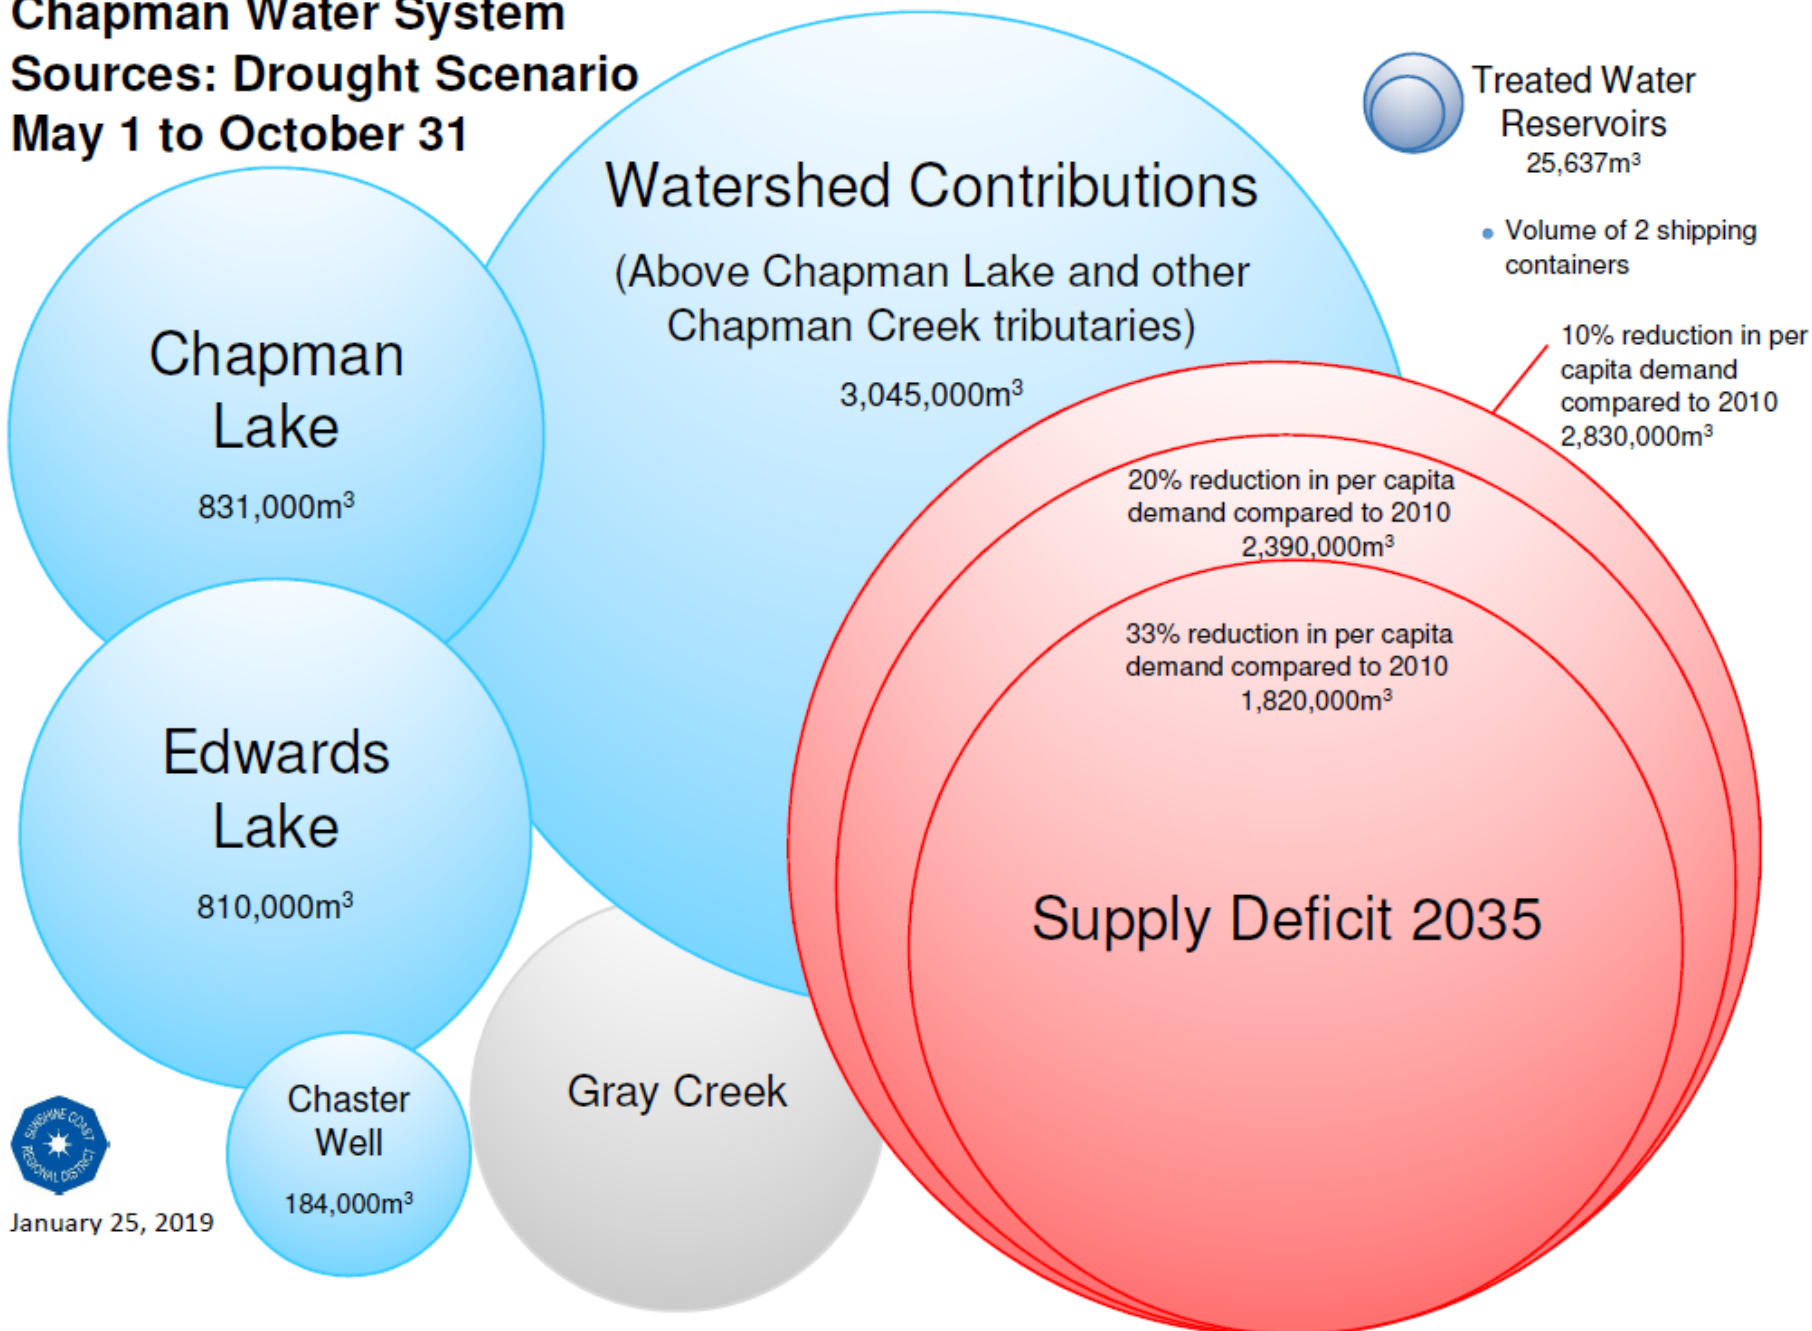 Chapman Water System
Sources: Drought Scenario
May 1 to October 31
Watershed Contributions
(Above Chapman Lake and other
Chapman Creek tributaries)
3,045,000m³
Treated Water
Reservoirs
25,637m³
• Volume of 2 shipping
containers
10% reduction in per
capita demand
compared to 2010
2,830,000m³
Chapman
Lake
831,000m³
20% reduction in per capita
demand compared to 2010
2,390,000m³
33% reduction in per capita
demand compared to 2010
1,820,000m³
Edwards
Lake
810,000m³
Supply Deficit 2035
Gray Creek
Chaster
Well
184,000m³
SUNSHINE COAST
REGIONAL DISTRICT
January 25, 2019